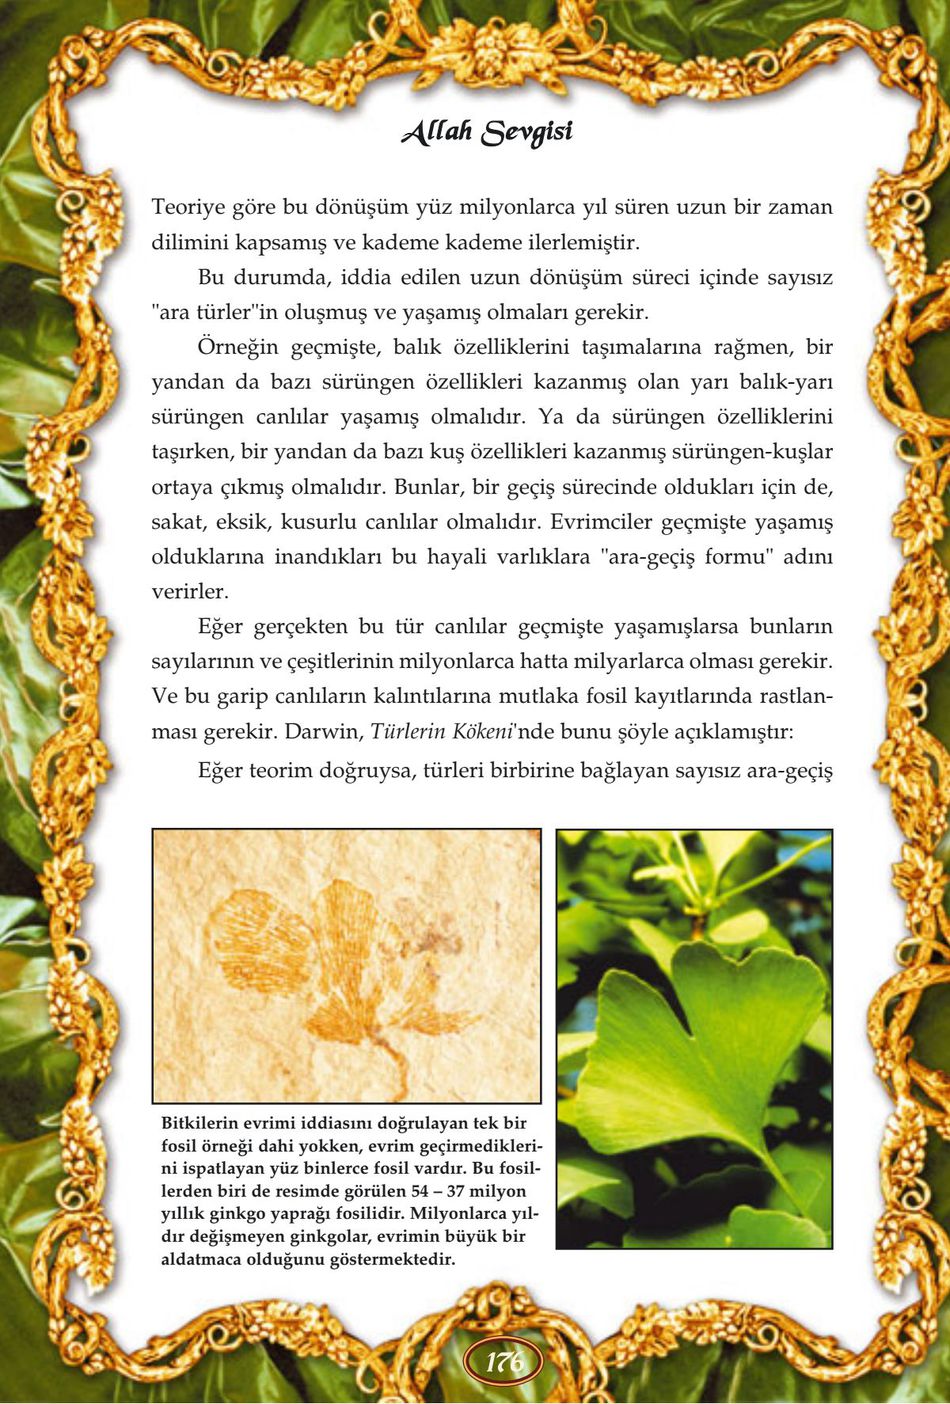 Allah Sevgisi
Teoriye göre bu dönüşüm yüz milyonlarca yıl süren uzun bir zaman
dilimini kapsamış ve kademe kademe ilerlemiştir.
Bu durumda, iddia edilen uzun dönüşüm süreci içinde sayısız
"ara türler"in oluşmuş ve yaşamış olmaları gerekir.
Örneğin geçmişte, balık özelliklerini taşımalarına rağmen, bir
yandan da bazı sürüngen özellikleri kazanmış olan yarı balık-yarı
sürüngen canlılar yaşamış olmalıdır. Ya da sürüngen özelliklerini
taşırken, bir yandan da bazı kuş özellikleri kazanmış sürüngen-kuşlar
ortaya çıkmış olmalıdır. Bunlar, bir geçiş sürecinde oldukları için de,
sakat, eksik, kusurlu canlılar olmalıdır. Evrimciler geçmişte yaşamış
olduklarına inandıkları bu hayali varlıklara "ara-geçiş formu" adını
verirler.
Eğer gerçekten bu tür canlılar geçmişte yaşamışlarsa bunların
sayılarının ve çeşitlerinin milyonlarca hatta milyarlarca olması gerekir.
Ve bu garip canlıların kalıntılarına mutlaka fosil kayıtlarında rastlan-
ması gerekir. Darwin, Türlerin Kökeni'nde bunu şöyle açıklamıştır:
Eğer teorim doğruysa, türleri birbirine bağlayan sayısız ara-geçiş
Bitkilerin evrimi iddiasını doğrulayan tek bir
fosil örneği dahi yokken, evrim geçirmedikleri-
ni ispatlayan yüz binlerce fosil vardır. Bu fosil-
lerden biri de resimde görülen 54 – 37 milyon
yıllık ginkgo yaprağı fosilidir. Milyonlarca yıl-
dır değişmeyen ginkgolar, evrimin büyük bir
aldatmaca olduğunu göstermektedir.
176